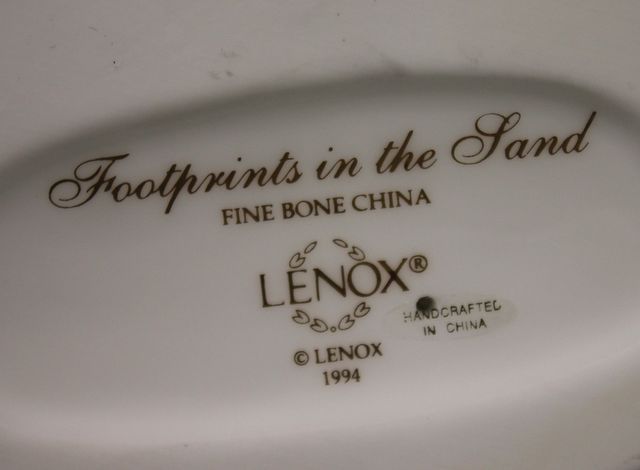 Footprints in the Sand
FINE BONE CHINA
LENOX®
HANDCRAFTED
IN CHINA
© LENOX
1994